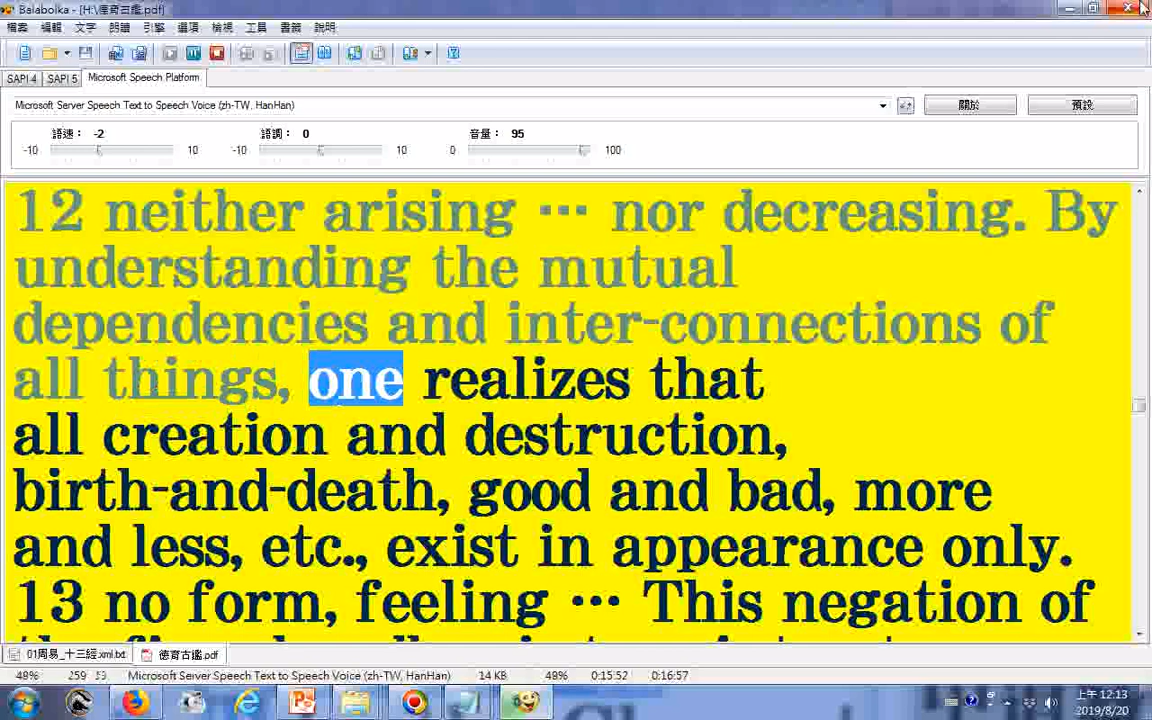 Balabolka - [H:\德育古鑑.pdf]
檔案 編輯 文字 朗讀 引擎 選項 檢視 工具 書籤 說明
SAPI 4 SAPI 5 Microsoft Speech Platform
Microsoft Server Speech Text to Speech Voice (zh-TW, HanHan) 關於 預設
語速： -2 語調： 0 音量： 95
-10 10 -10 10 0 100
12 neither arising ··· nor decreasing. By
understanding the mutual
dependencies and inter-connections of
all things, one realizes that
all creation and destruction,
birth-and-death, good and bad, more
and less, etc., exist in appearance only.
13 no form, feeling ··· This negation of
01周易_十三經.xml.txt 德育古鑑.pdf
48% 259 Microsoft Server Speech Text to Speech Voice (zh-TW, HanHan) 14 KB 48% 0:15:52 0:16:57
上午 12:13
2019/8/20